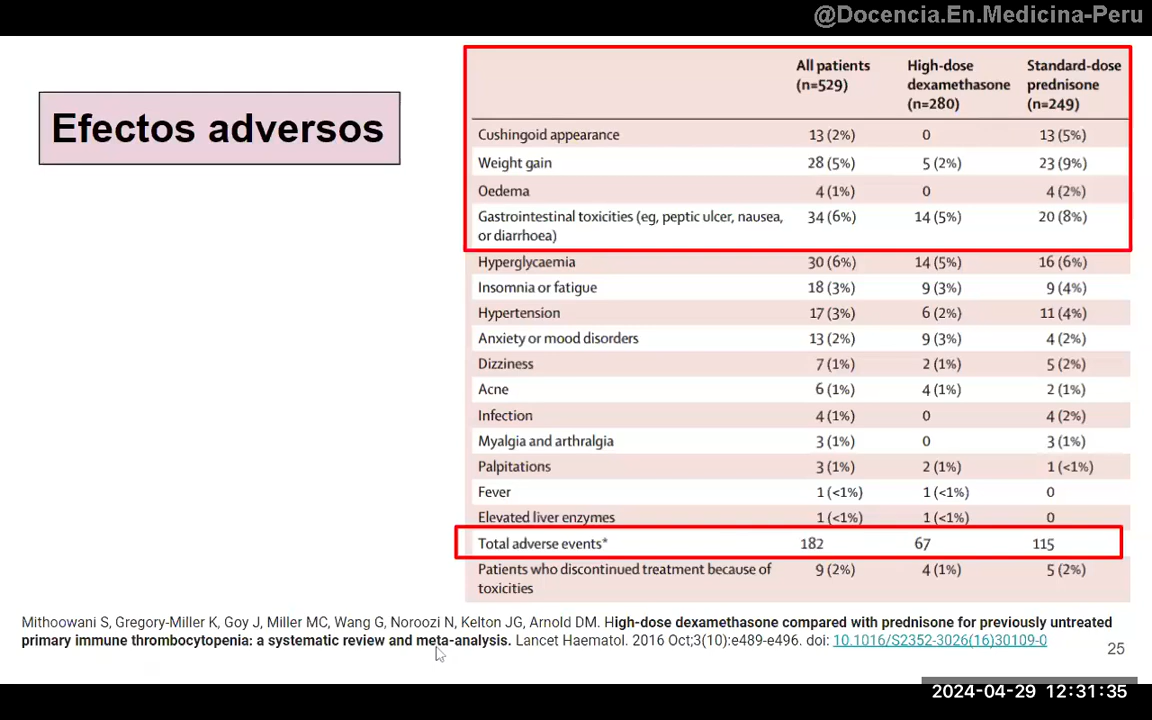 @Docencia.En.Medicina-Peru
Efectos adversos
All patients (n=529) High-dose dexamethasone (n=280) Standard-dose prednisone (n=249)
Cushingoid appearance 13 (2%) 0 13 (5%)
Weight gain 28 (5%) 5 (2%) 23 (9%)
Oedema 4 (1%) 0 4 (2%)
Gastrointestinal toxicities (eg, peptic ulcer, nausea, 34 (6%) 14 (5%) 20 (8%)
or diarrhoea)
Hyperglycaemia 30 (6%) 14 (5%) 16 (6%)
Insomnia or fatigue 18 (3%) 9 (3%) 9 (4%)
Hypertension 17 (3%) 6 (2%) 11 (4%)
Anxiety or mood disorders 13 (2%) 9 (3%) 4 (2%)
Dizziness 7 (1%) 2 (1%) 5 (2%)
Acne 6 (1%) 4 (1%) 2 (1%)
Infection 4 (1%) 0 4 (2%)
Myalgia and arthralgia 3 (1%) 0 3 (1%)
Palpitations 3 (1%) 2 (1%) 1 (<1%)
Fever 1 (<1%) 1 (<1%) 0
Elevated liver enzymes 1 (<1%) 1 (<1%) 0
Total adverse events* 182 67 115
Patients who discontinued treatment because of 9 (2%) 4 (1%) 5 (2%)
toxicities
Mithoowani S, Gregory-Miller K, Goy J, Miller MC, Wang G, Noroozi N, Kelton JG, Arnold DM. High-dose dexamethasone compared with prednisone for previously untreated
primary immune thrombocytopenia: a systematic review and meta-analysis. Lancet Haematol. 2016 Oct;3(10):e489-e496. doi: 10.1016/S2352-3026(16)30109-0
25
2024-04-29 12:31:35